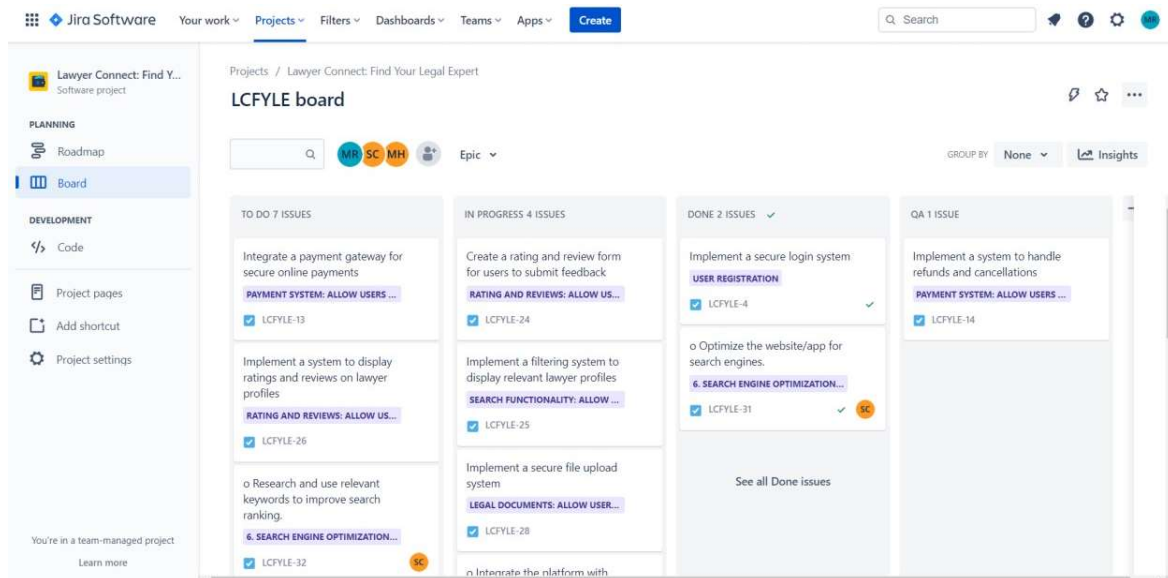 Jira Software
Your work
Projects
Filters
Dashboards
Teams
Apps
Create
Search
MR
Lawyer Connect: Find Y...
Software project
PLANNING
Roadmap
Board
DEVELOPMENT
Code
Project pages
Add shortcut
Project settings
You're in a team-managed project
Learn more
Projects / Lawyer Connect: Find Your Legal Expert
LCFYLE board
MR SC MH
Epic
GROUP BY None
Insights
TO DO 7 ISSUES
Integrate a payment gateway for
secure online payments
PAYMENT SYSTEM: ALLOW USERS ...
LCFYLE-13
Implement a system to display
ratings and reviews on lawyer
profiles
RATING AND REVIEWS: ALLOW US...
LCFYLE-26
o Research and use relevant
keywords to improve search
ranking.
6. SEARCH ENGINE OPTIMIZATION...
LCFYLE-32
SC
IN PROGRESS 4 ISSUES
Create a rating and review form
for users to submit feedback
RATING AND REVIEWS: ALLOW US...
LCFYLE-24
Implement a filtering system to
display relevant lawyer profiles
SEARCH FUNCTIONALITY: ALLOW ...
LCFYLE-25
Implement a secure file upload
system
LEGAL DOCUMENTS: ALLOW USER...
LCFYLE-28
o Integrate the platform with
DONE 2 ISSUES
Implement a secure login system
USER REGISTRATION
LCFYLE-4
o Optimize the website/app for
search engines.
6. SEARCH ENGINE OPTIMIZATION...
LCFYLE-31
SC
See all Done issues
QA 1 ISSUE
Implement a system to handle
refunds and cancellations
PAYMENT SYSTEM: ALLOW USERS ...
LCFYLE-14